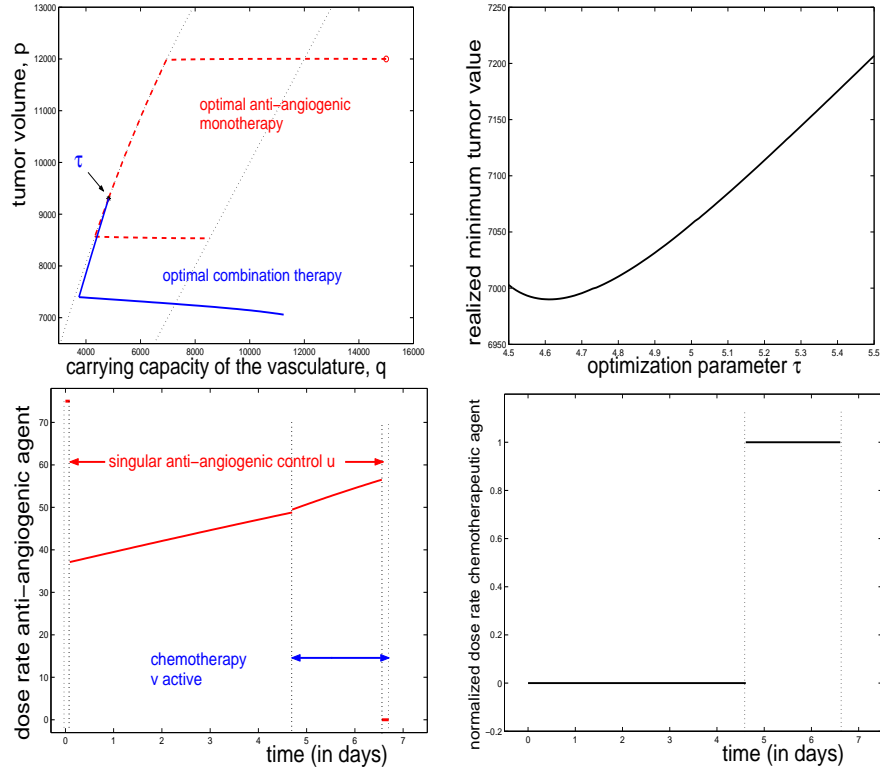 13000
12000
11000
10000
9000
8000
7000
tumor volume, p
optimal anti−angiogenic
monotherapy
τ
optimal combination therapy
4000 6000 8000 10000 12000 14000 16000
carrying capacity of the vasculature, q
7250
7200
7150
7100
7050
7000
6950
realized minimum tumor value
4.5 4.6 4.7 4.8 4.9 5 5.1 5.2 5.3 5.4 5.5
optimization parameter τ
70
60
50
40
30
20
10
0
dose rate anti−angiogenic agent
singular anti−angiogenic control u
chemotherapy
v active
0 1 2 3 4 5 6 7
time (in days)
1
0.8
0.6
0.4
0.2
0
−0.2
normalized dose rate chemotherapeutic agent
0 1 2 3 4 5 6 7
time (in days)